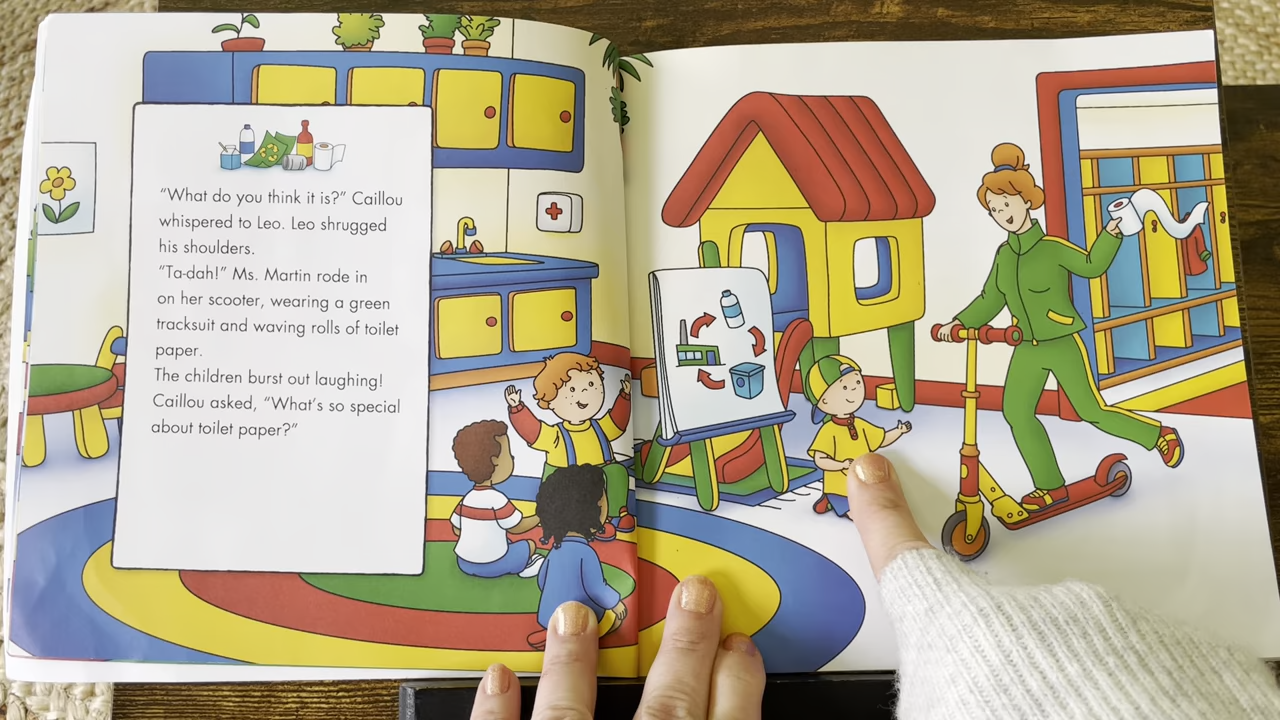 “What do you think it is?” Caillou
whispered to Leo. Leo shrugged
his shoulders.
“Ta-dah!” Ms. Martin rode in
on her scooter, wearing a green
tracksuit and waving rolls of toilet
paper.
The children burst out laughing!
Caillou asked, “What’s so special
about toilet paper?”